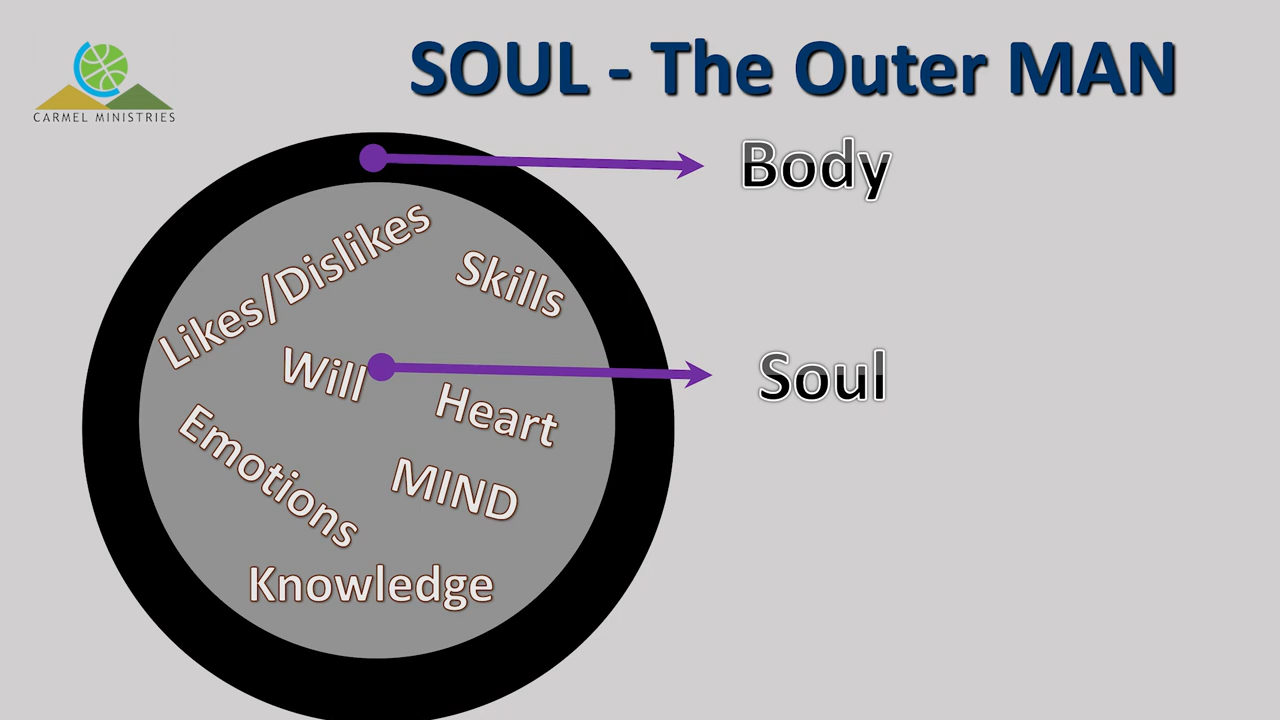 SOUL - The Outer MAN
CARMEL MINISTRIES
Body
Likes/Dislikes
Skills
Will
Soul
Heart
Emotions
MIND
Knowledge